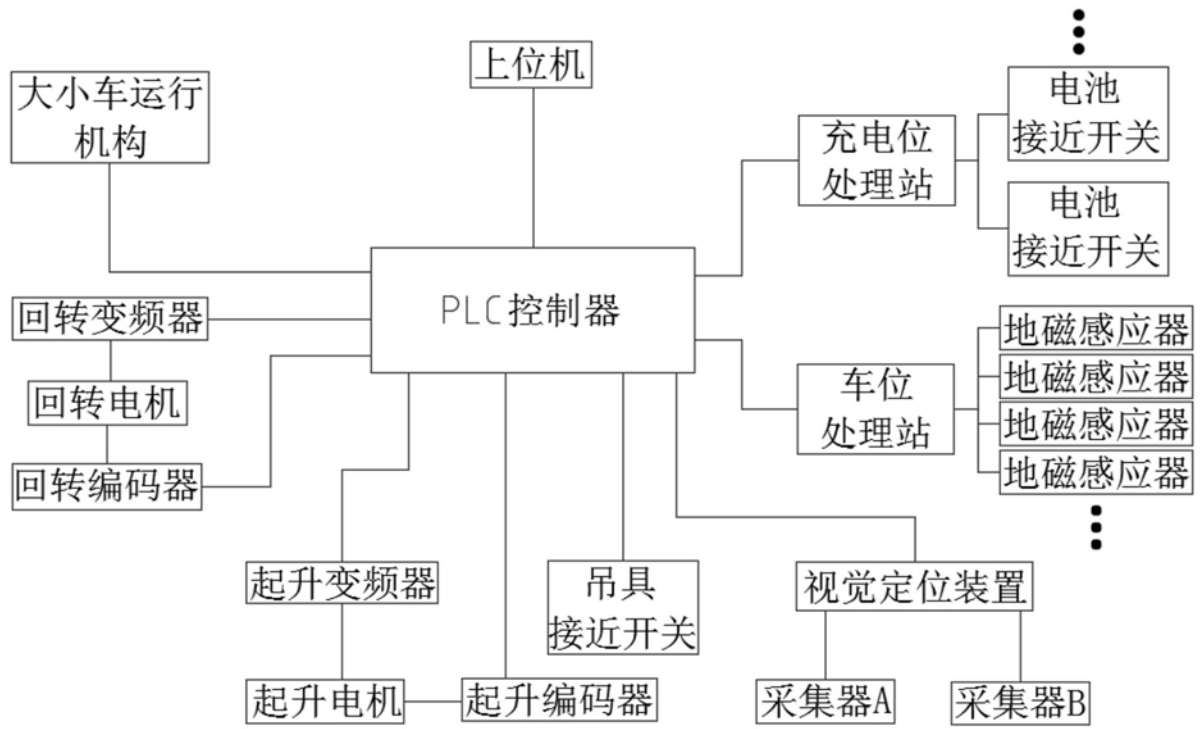 上位机
大小车运行
机构
电池
接近开关
充电位
处理站
电池
接近开关
PLC控制器
回转变频器
地磁感应器
地磁感应器
回转电机
车位
处理站
地磁感应器
回转编码器
地磁感应器
起升变频器
吊具
接近开关
视觉定位装置
起升电机
起升编码器
采集器A
采集器B